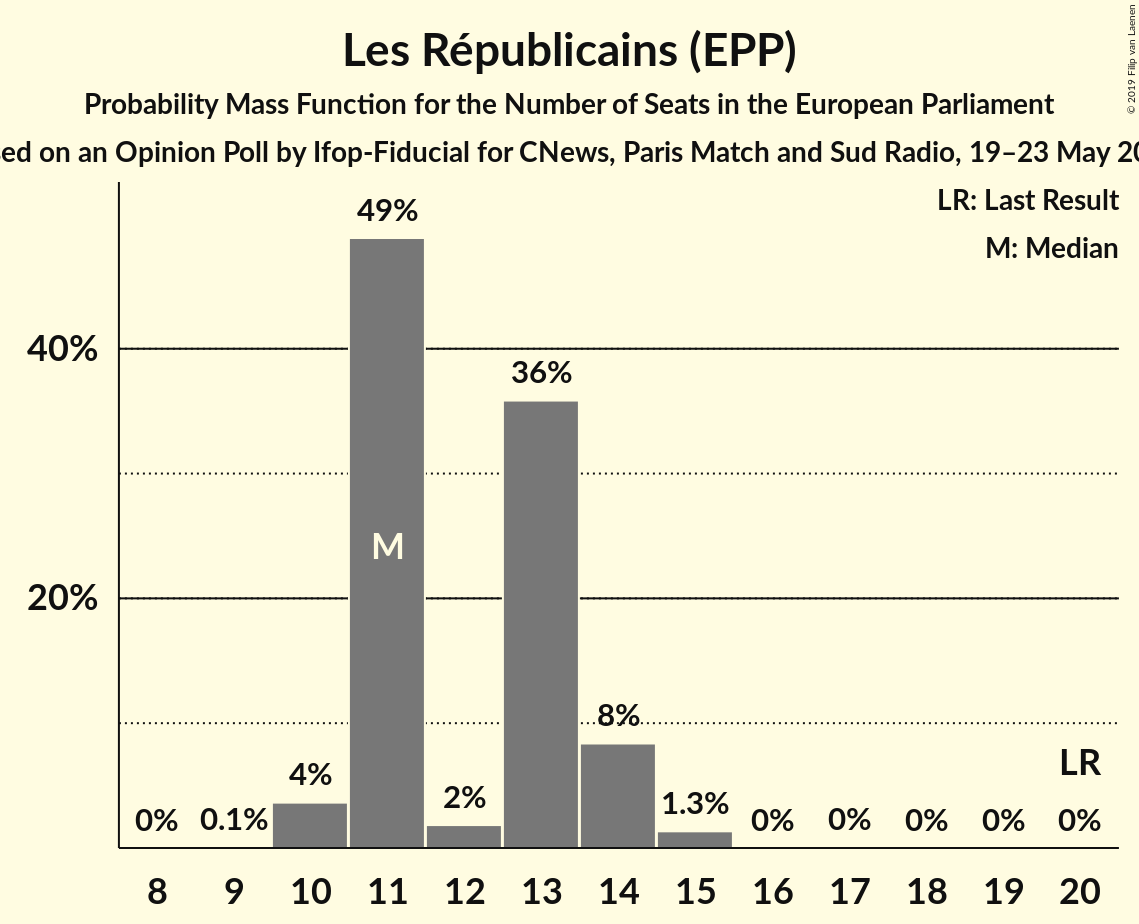 Les Républicains (EPP)
Probability Mass Function for the Number of Seats in the European Parliament
on an Opinion Poll by Ifop-Fiducial for CNews, Paris Match and Sud Radio, 19–23 May
© 2019 Filip van Laenen
LR: Last Result
M: Median
49%
40%
36%
M
20%
8%
LR
4%
2%
1.3%
0% 0.1% 0% 0% 0% 0% 0%
8 9 10 11 12 13 14 15 16 17 18 19 20